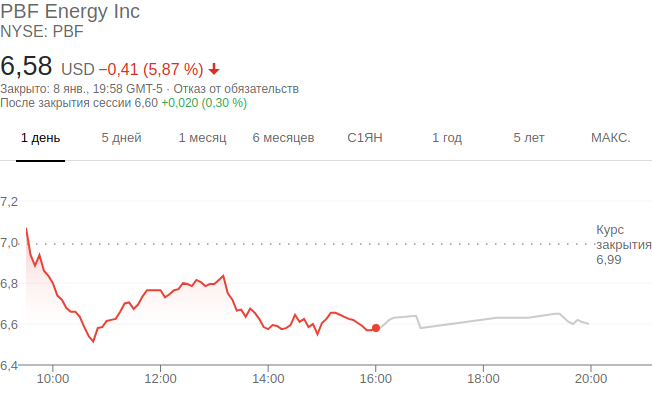 PBF Energy Inc
NYSE: PBF
6,58 USD −0,41 (5,87 %)
Закрыто: 8 янв., 19:58 GMT-5 · Отказ от обязательств
После закрытия сессии 6,60 +0,020 (0,30 %)
1 день 5 дней 1 месяц 6 месяцев С1ЯН 1 год 5 лет МАКС.
7,2
7,0
6,8
6,6
6,4
Курс
закрытия
6,99
10:00 12:00 14:00 16:00 18:00 20:00